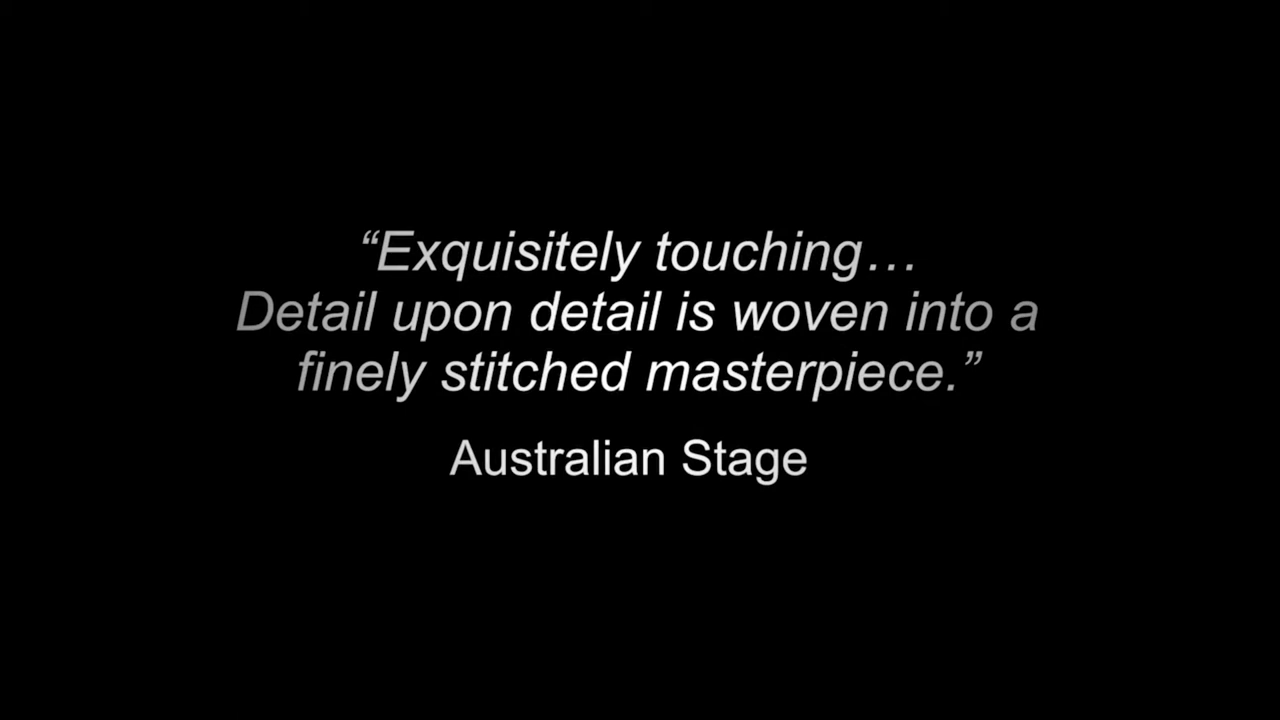 “Exquisitely touching…
Detail upon detail is woven into a
finely stitched masterpiece.”
Australian Stage